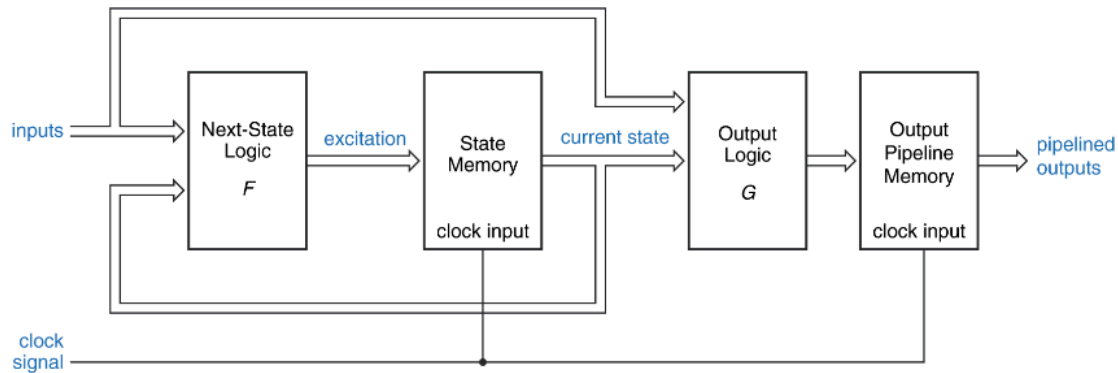 inputs
Next-State
Logic
F
excitation
State
Memory
clock input
current state
Output
Logic
G
Output
Pipeline
Memory
clock input
pipelined
outputs
clock
signal